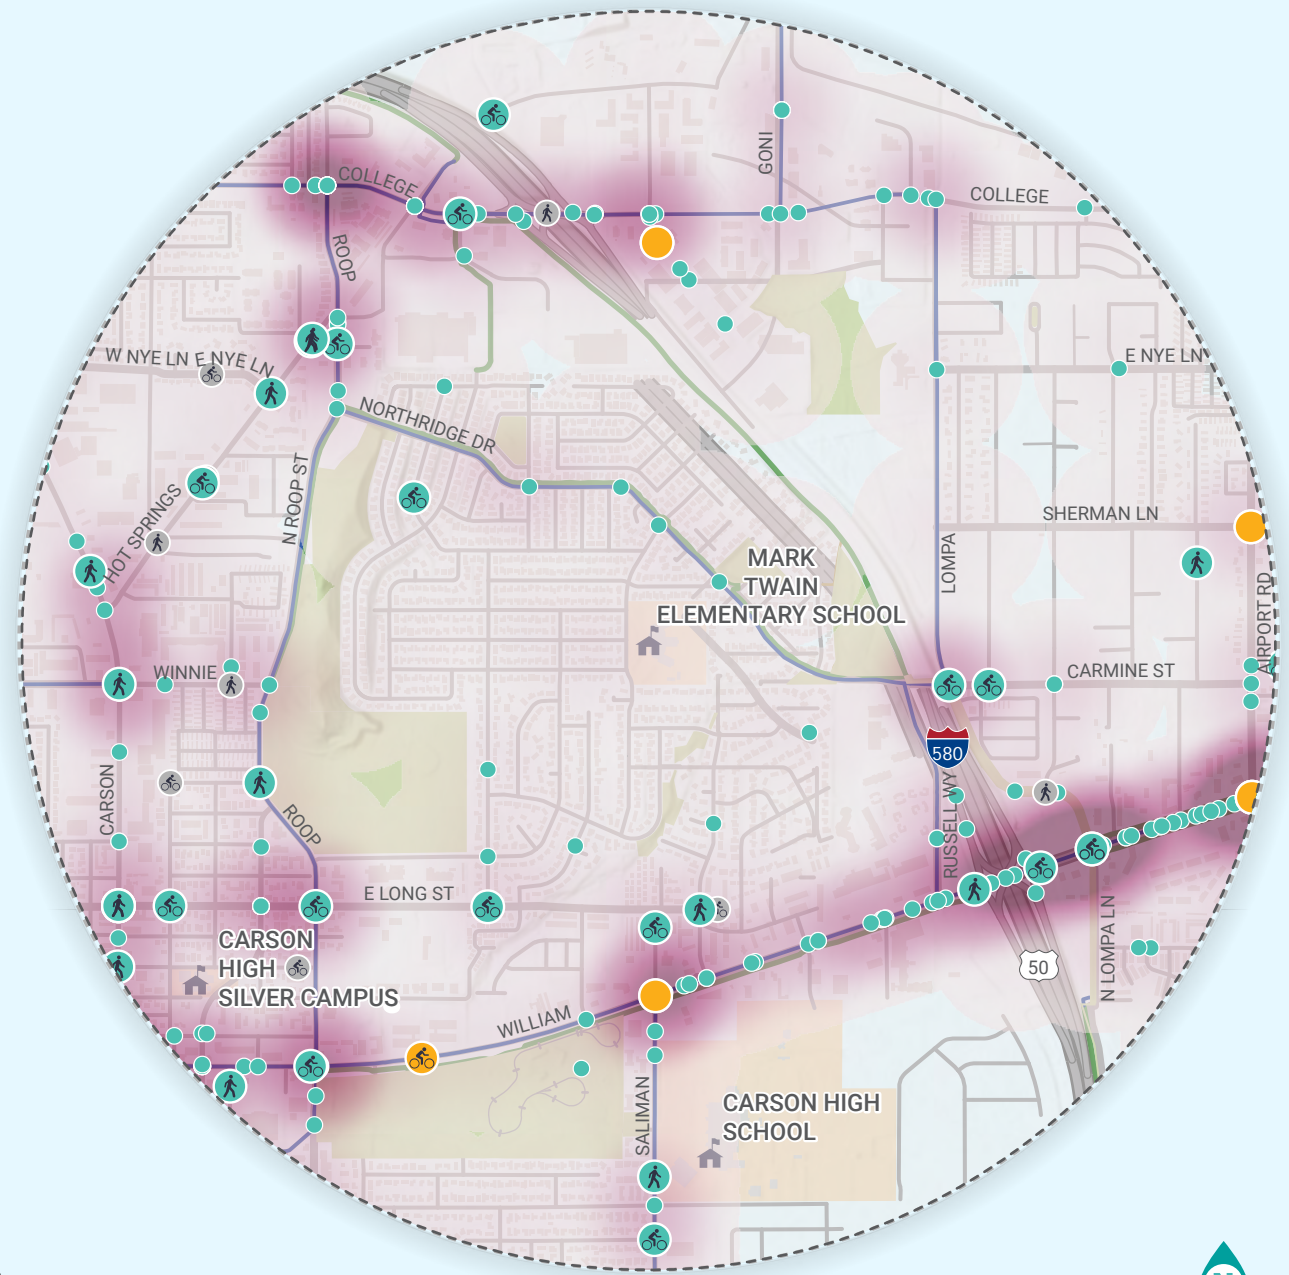 GONI
COLLEGE
COLLEGE
ROOP
W NYE LN
E NYE LN
E NYE LN
NORTHRIDGE DR
N ROOP ST
HOT SPRINGS
SHERMAN LN
LOMPA
MARK
TWAIN
ELEMENTARY SCHOOL
AIRPORT RD
WINNIE
CARMINE ST
580
CARSON
ROOP
RUSSELL WY
E LONG ST
N LOMPA LN
CARSON
HIGH
SILVER CAMPUS
50
WILLIAM
SALIMAN
CARSON HIGH
SCHOOL